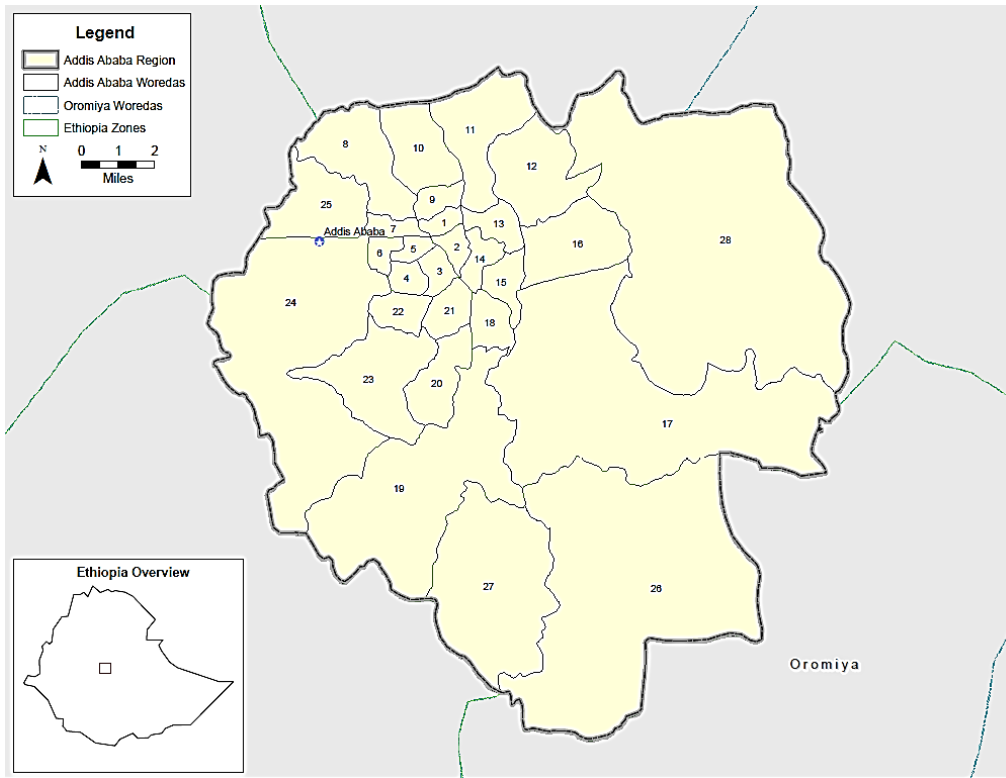 Legend
Addis Ababa Region
Addis Ababa Woredas
Oromiya Woredas
Ethiopia Zones
N
0 1 2
Miles
8
10
11
12
25
9
7
1
13
Addis Ababa
6
5
2
14
16
28
4
3
15
24
22
21
18
23
20
17
19
27
26
Oromiya
Ethiopia Overview